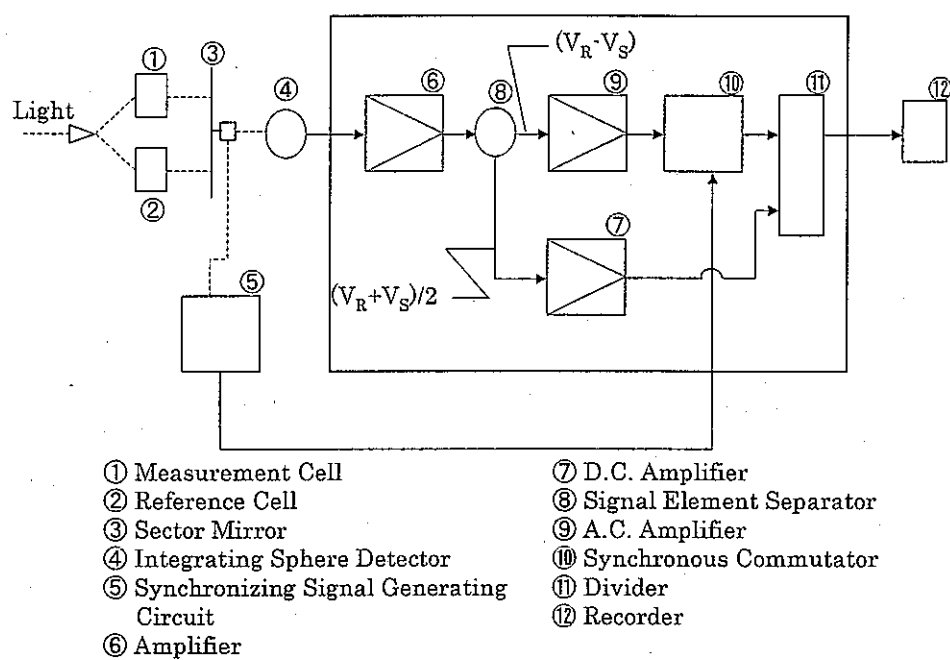 (V_R-V_S)
① ③ ④ ⑥ ⑧ ⑨ ⑩ ⑪ ⑫
Light
② ⑦
⑤
(V_R+V_S)/2
① Measurement Cell
② Reference Cell
③ Sector Mirror
④ Integrating Sphere Detector
⑤ Synchronizing Signal Generating
Circuit
⑥ Amplifier
⑦ D.C. Amplifier
⑧ Signal Element Separator
⑨ A.C. Amplifier
⑩ Synchronous Commutator
⑪ Divider
⑫ Recorder